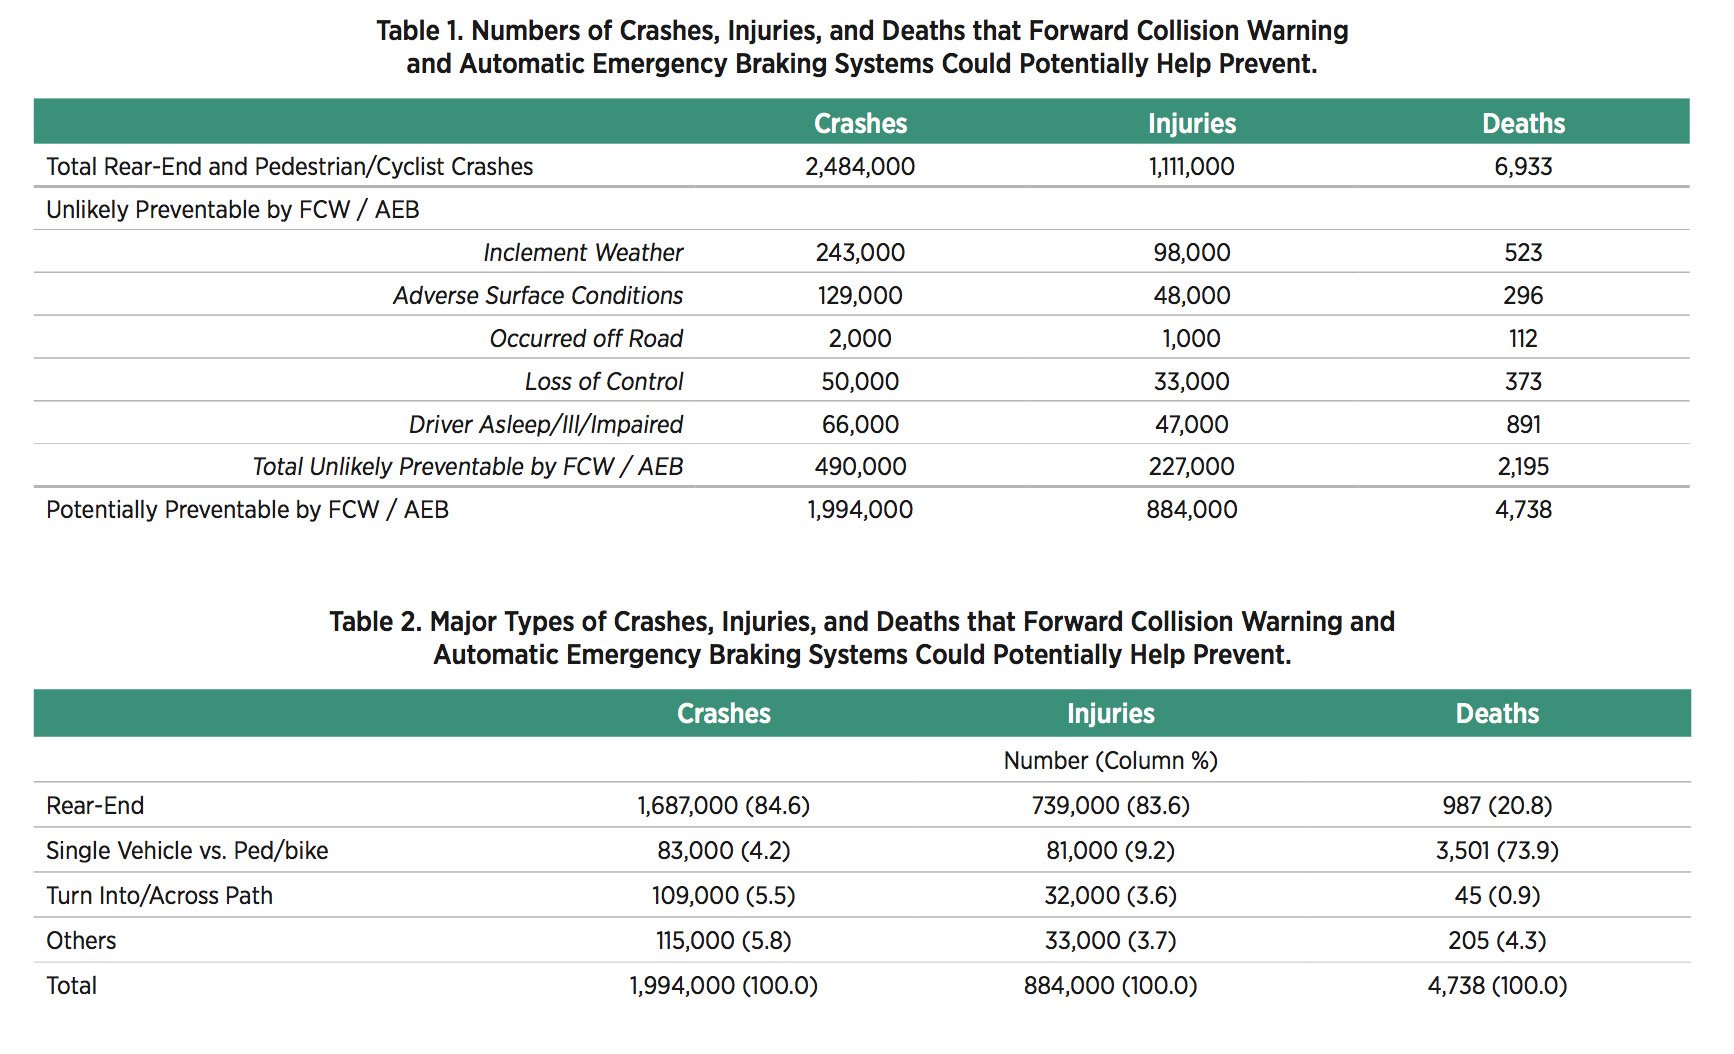 Table 1. Numbers of Crashes, Injuries, and Deaths that Forward Collision Warning
and Automatic Emergency Braking Systems Could Potentially Help Prevent.
Crashes Injuries Deaths
Total Rear-End and Pedestrian/Cyclist Crashes 2,484,000 1,111,000 6,933
Unlikely Preventable by FCW / AEB
Inclement Weather 243,000 98,000 523
Adverse Surface Conditions 129,000 48,000 296
Occurred off Road 2,000 1,000 112
Loss of Control 50,000 33,000 373
Driver Asleep/Ill/Impaired 66,000 47,000 891
Total Unlikely Preventable by FCW / AEB 490,000 227,000 2,195
Potentially Preventable by FCW / AEB 1,994,000 884,000 4,738
Table 2. Major Types of Crashes, Injuries, and Deaths that Forward Collision Warning and
Automatic Emergency Braking Systems Could Potentially Help Prevent.
Crashes Injuries Deaths
Number (Column %)
Rear-End 1,687,000 (84.6) 739,000 (83.6) 987 (20.8)
Single Vehicle vs. Ped/bike 83,000 (4.2) 81,000 (9.2) 3,501 (73.9)
Turn Into/Across Path 109,000 (5.5) 32,000 (3.6) 45 (0.9)
Others 115,000 (5.8) 33,000 (3.7) 205 (4.3)
Total 1,994,000 (100.0) 884,000 (100.0) 4,738 (100.0)